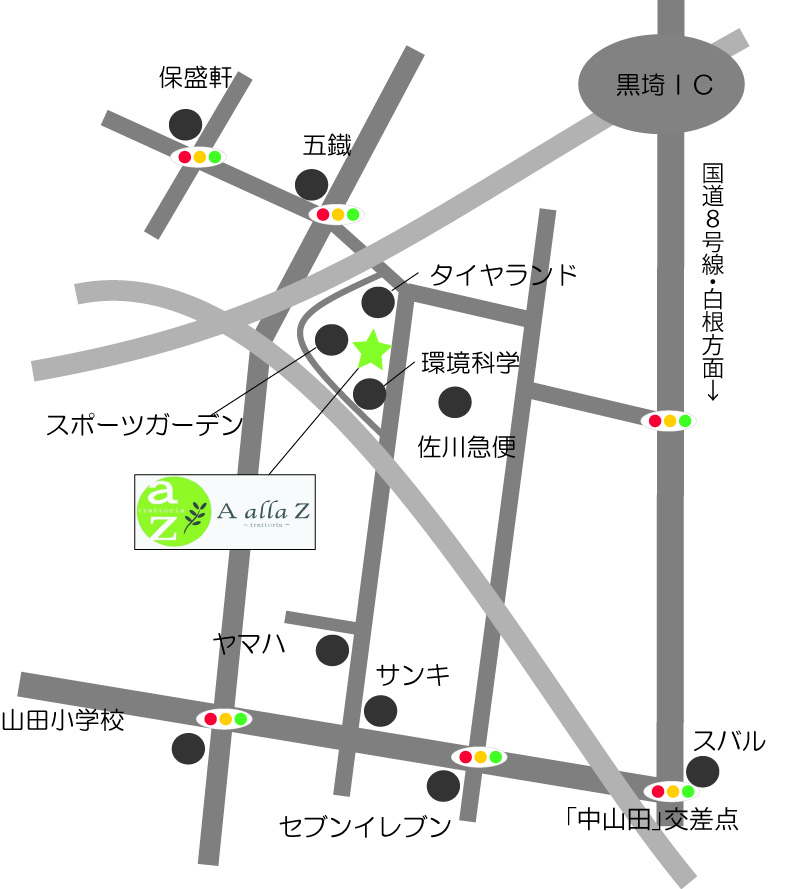 保盛軒
五鐡
黒埼IC
国道8号線・白根方面→
タイヤランド
環境科学
スポーツガーデン
佐川急便
a
trattoria
z
A alla Z
~ trattoria ~
ヤマハ
サンキ
山田小学校
スバル
セブンイレブン
「中山田」交差点